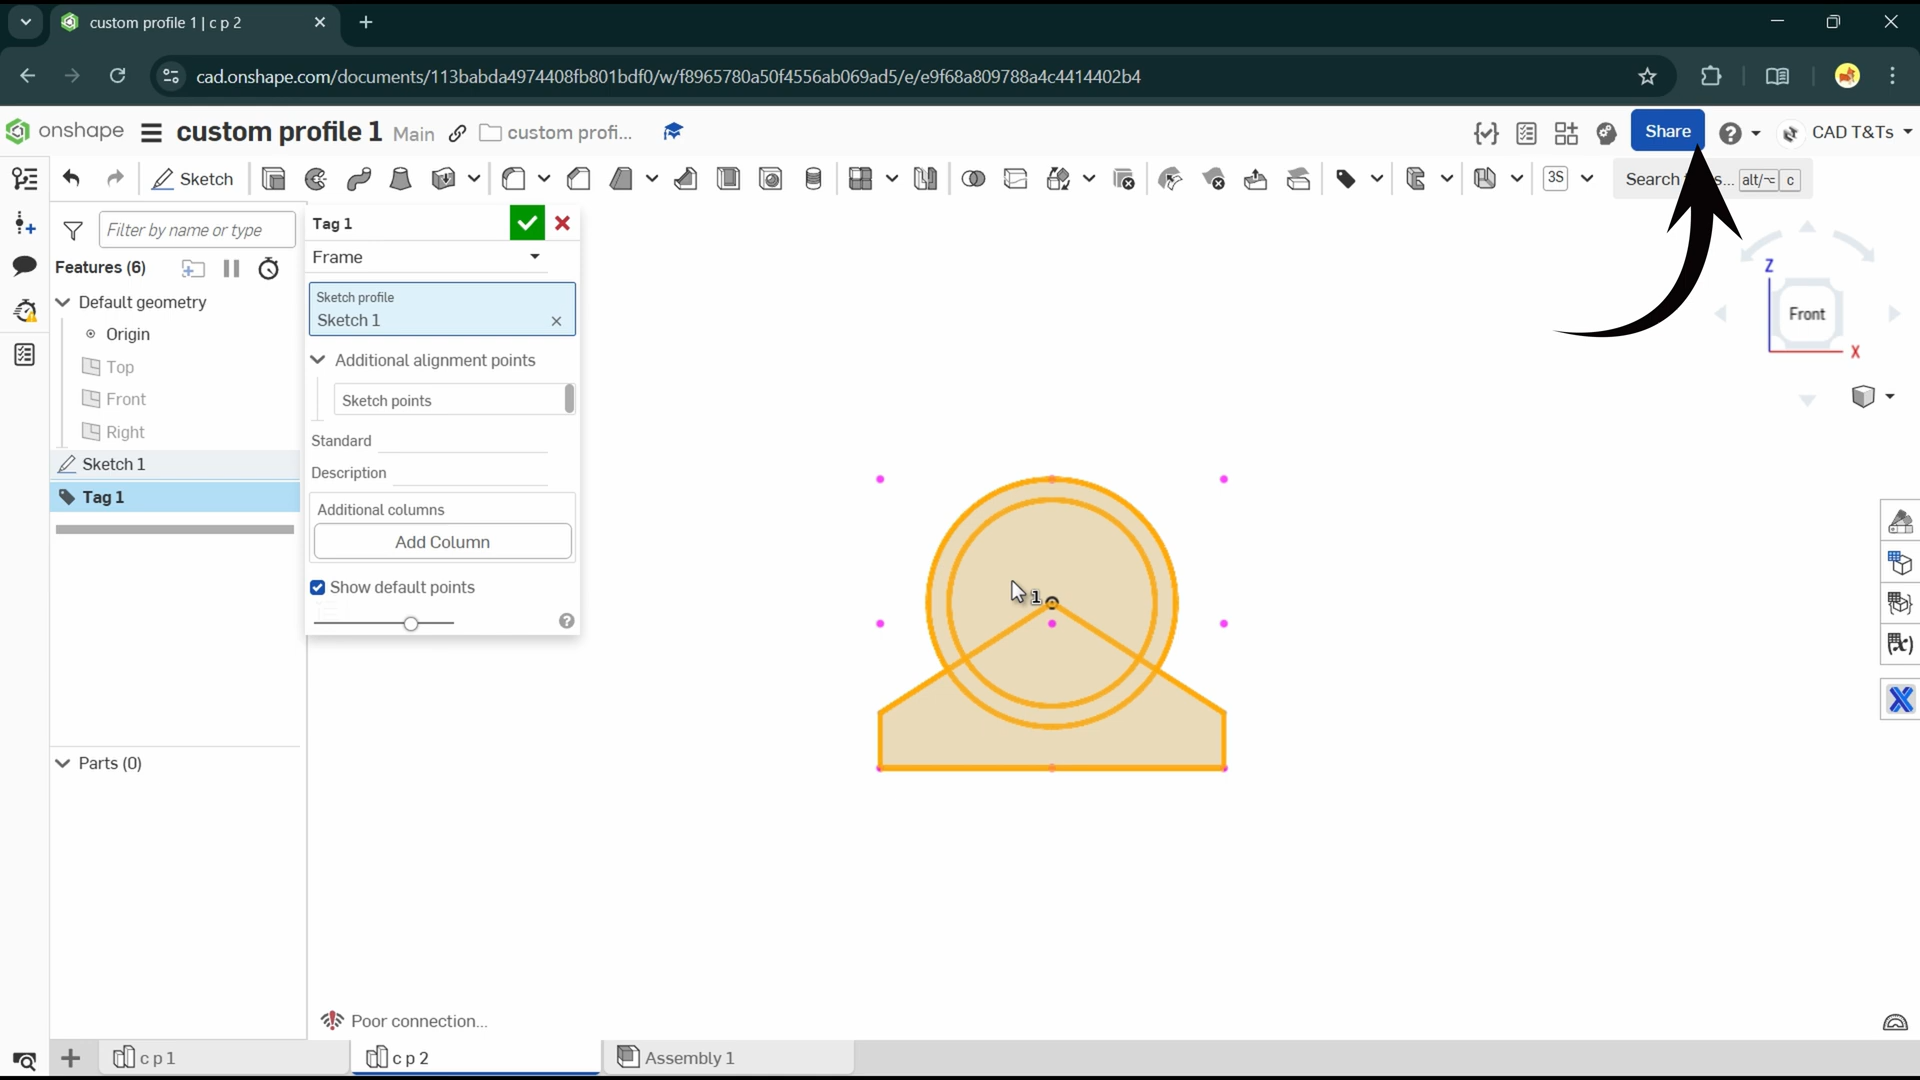 custom profile 1 | c p 2
cad.onshape.com/documents/113babda4974408fb801bdf0/w/f8965780a50f4556ab069ad5/e/e9f68a809788a4c4414402b4
onshape
custom profile 1 Main
custom profi...
Share
CAD T&Ts
Sketch
3S
Search
s... alt/⌥ c
Filter by name or type
Features (6)
Default geometry
Origin
Top
Front
Right
Sketch 1
Tag 1
Parts (0)
Tag 1
Frame
Sketch profile
Sketch 1
Additional alignment points
Sketch points
Standard
Description
Additional columns
Add Column
Show default points
1
Z
Front
X
Poor connection...
c p 1
c p 2
Assembly 1